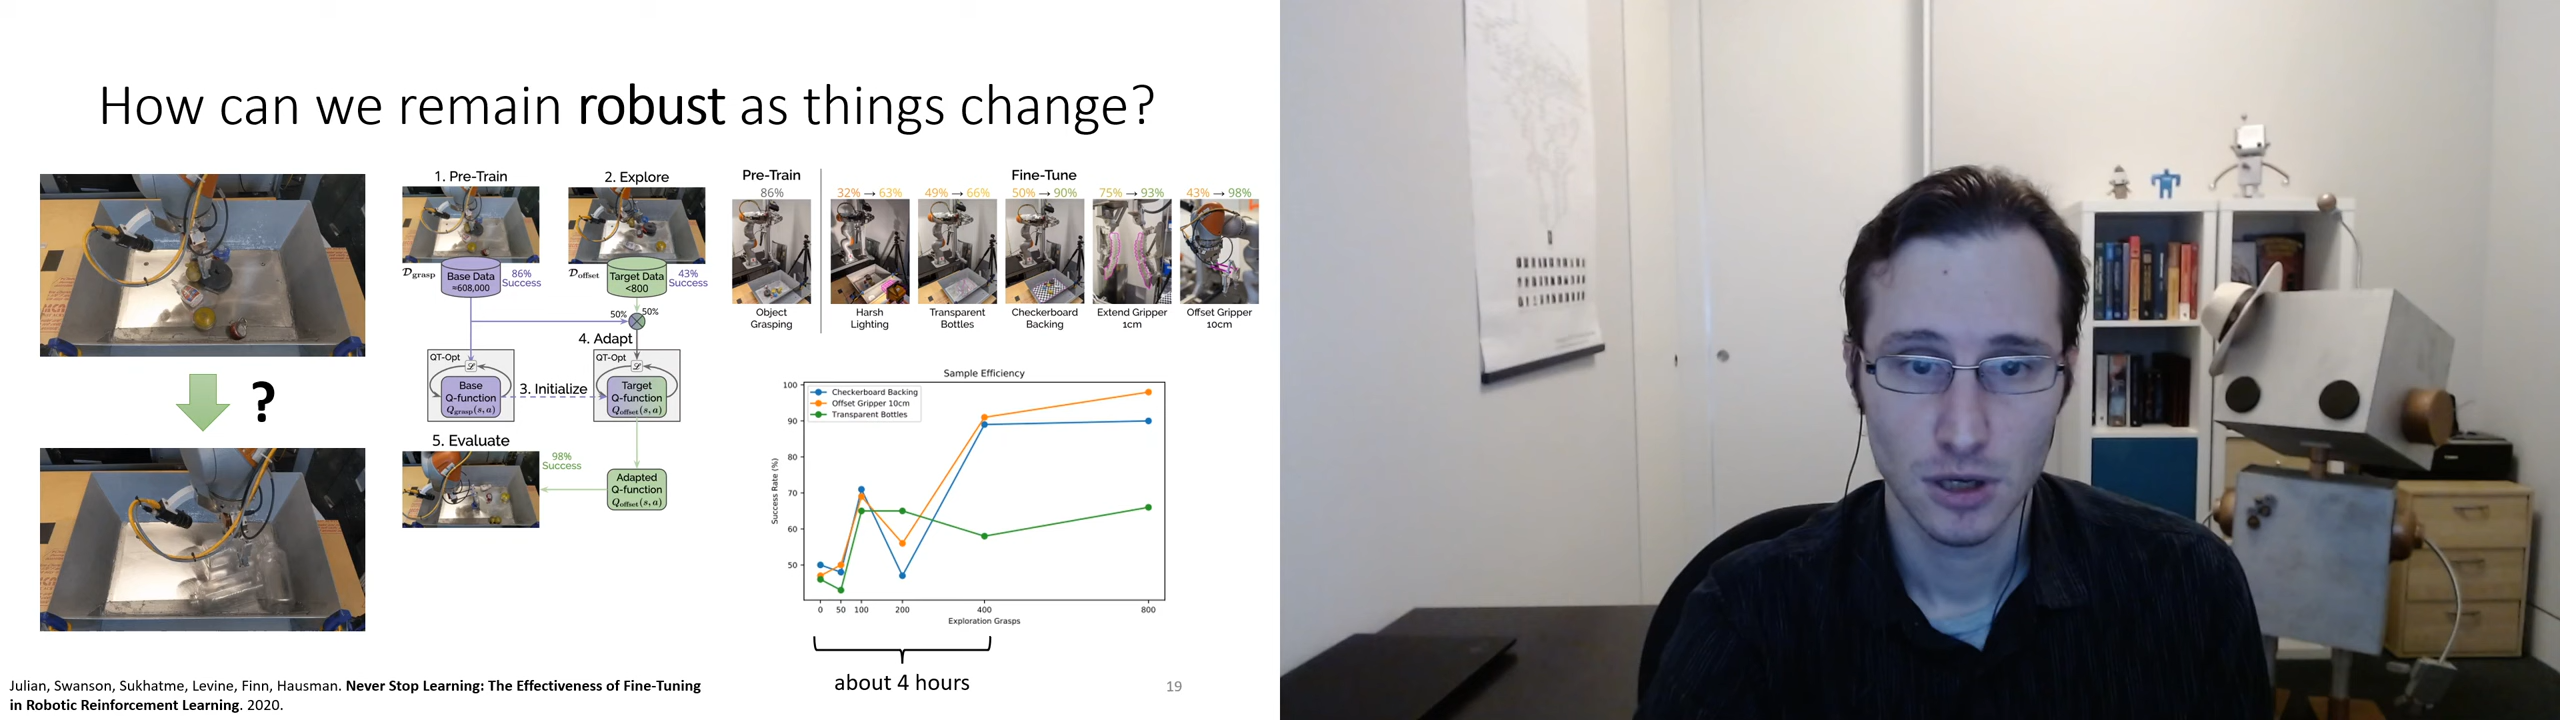 How can we remain robust as things change?
1. Pre-Train
2. Explore
𝒟grasp
Base Data
≈608,000
86%
Success
𝒟offset
Target Data
<800
43%
Success
50%
50%
4. Adapt
QT-Opt
ℒ
Base
Q-function
Qgrasp(s, a)
3. Initialize
QT-Opt
ℒ
Target
Q-function
Qoffset(s, a)
5. Evaluate
98%
Success
Adapted
Q-function
Qoffset(s, a)
?
Pre-Train
86%
Object
Grasping
Fine-Tune
32% → 63%
49% → 66%
50% → 90%
75% → 93%
43% → 98%
Harsh
Lighting
Transparent
Bottles
Checkerboard
Backing
Extend Gripper
1cm
Offset Gripper
10cm
Sample Efficiency
Checkerboard Backing
Offset Gripper 10cm
Transparent Bottles
Success Rate (%)
100
90
80
70
60
50
0 50 100 200 400 800
Exploration Grasps
about 4 hours
Julian, Swanson, Sukhatme, Levine, Finn, Hausman. Never Stop Learning: The Effectiveness of Fine-Tuning
in Robotic Reinforcement Learning. 2020.
19